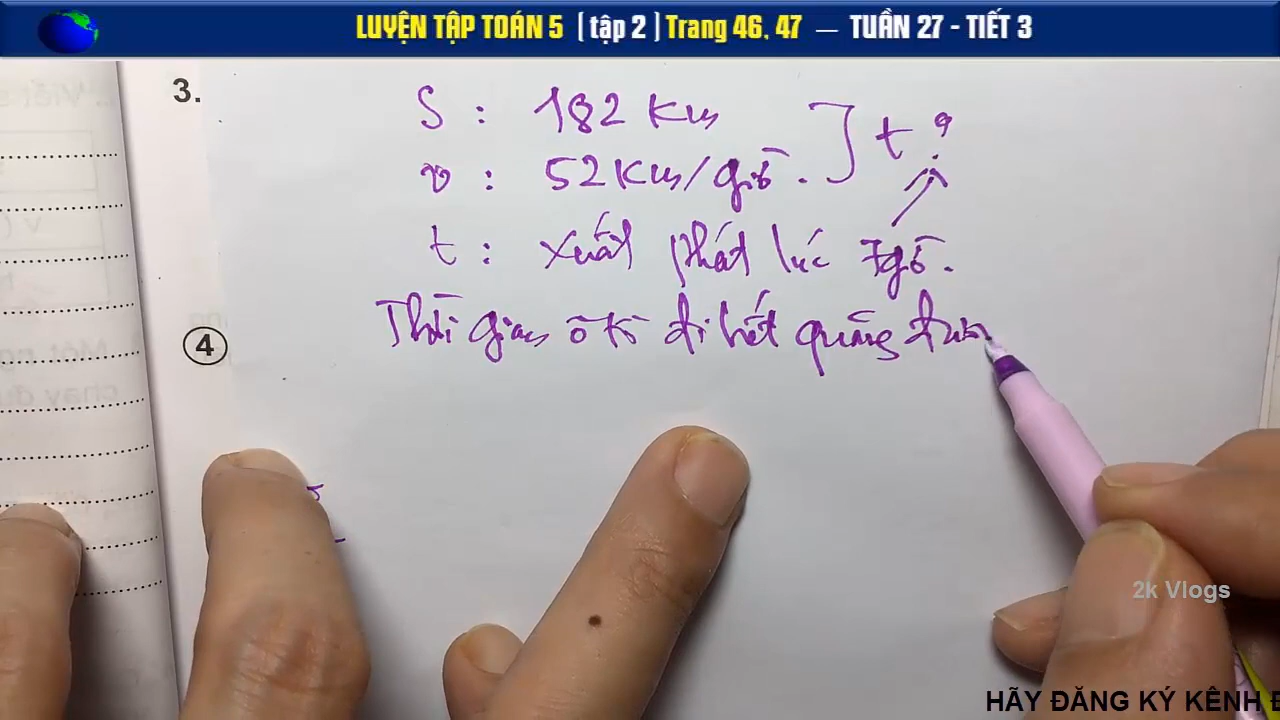 LUYỆN TẬP TOÁN 5 ( tập 2 ) Trang 46, 47 — TUẦN 27 - TIẾT 3
3.
S : 182 Km
v : 52 Km/giờ .
t ?
t : xuất phát lúc 7giờ.
Thời gian ô tô đi hết quãng đườn
4
2k Vlogs
HÃY ĐĂNG KÝ KÊNH Đ